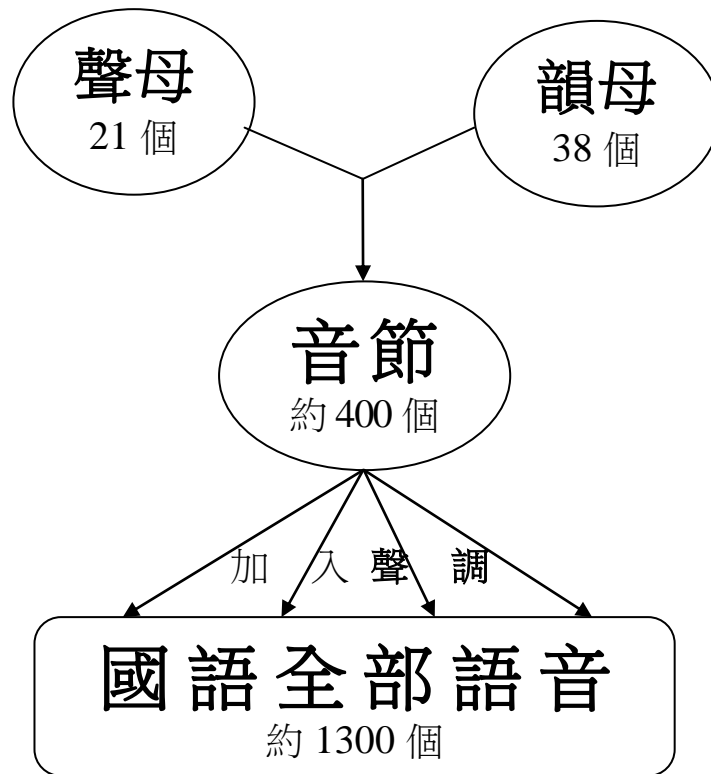 聲母
21 個
韻母
38 個
音節
約 400 個
加 入 聲 調
國語全部語音
約 1300 個